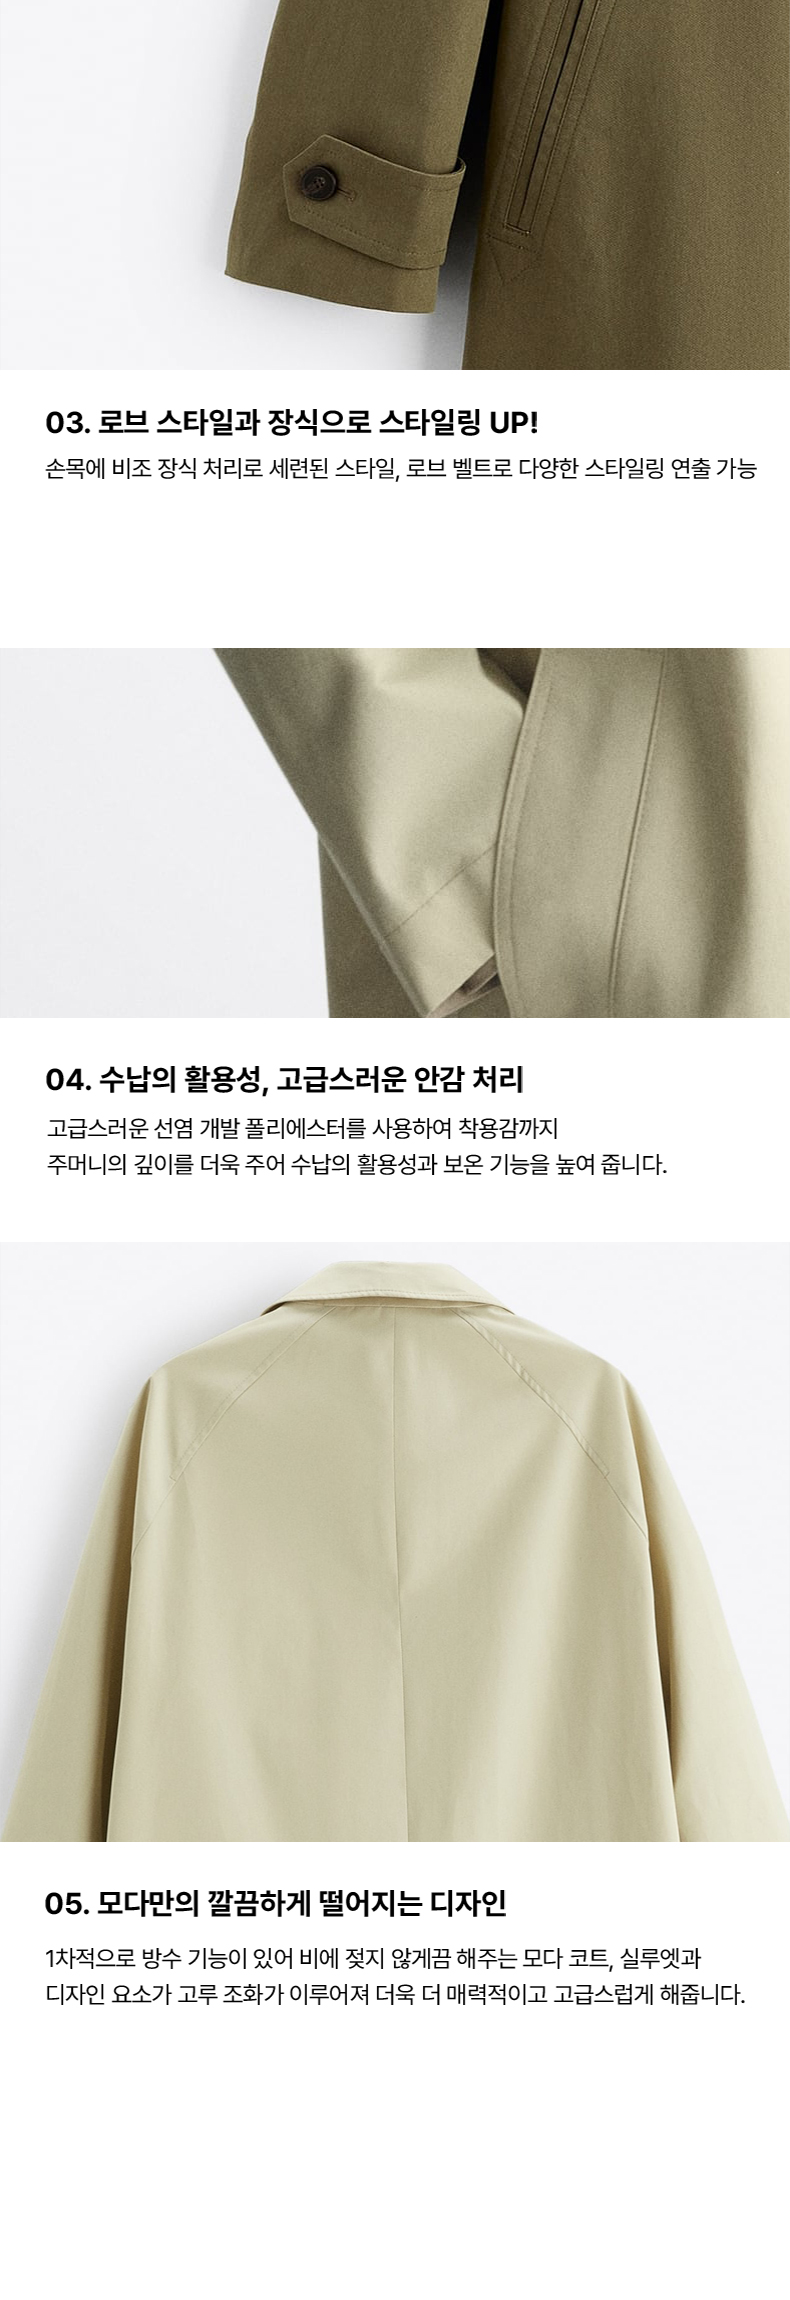 03. 로브 스타일과 장식으로 스타일링 UP!
손목에 비조 장식 처리로 세련된 스타일, 로브 벨트로 다양한 스타일링 연출 가능
04. 수납의 활용성, 고급스러운 안감 처리
고급스러운 선염 개발 폴리에스터를 사용하여 착용감까지
주머니의 깊이를 더욱 주어 수납의 활용성과 보온 기능을 높여 줍니다.
05. 모다만의 깔끔하게 떨어지는 디자인
1차적으로 방수 기능이 있어 비에 젖지 않게끔 해주는 모다 코트, 실루엣과
디자인 요소가 고루 조화가 이루어져 더욱 더 매력적이고 고급스럽게 해줍니다.